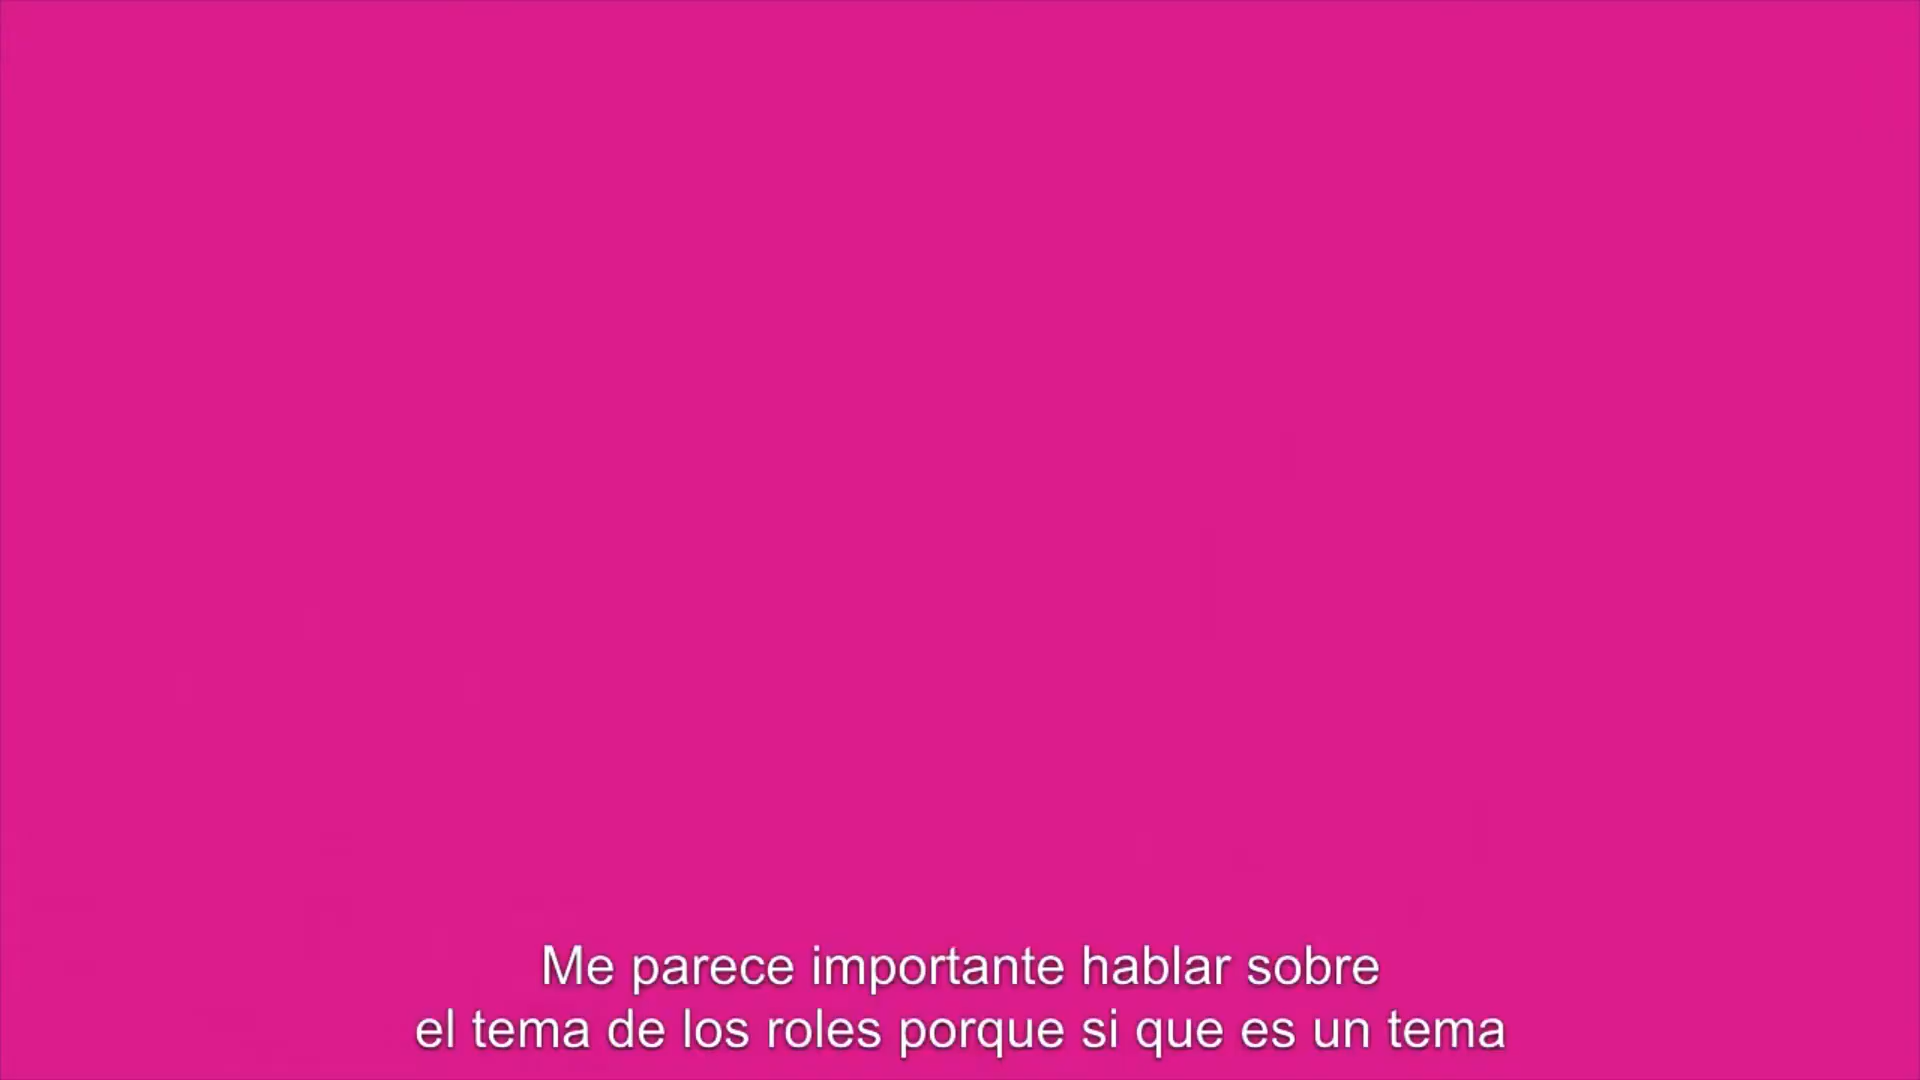 Me parece importante hablar sobre
el tema de los roles porque si que es un tema